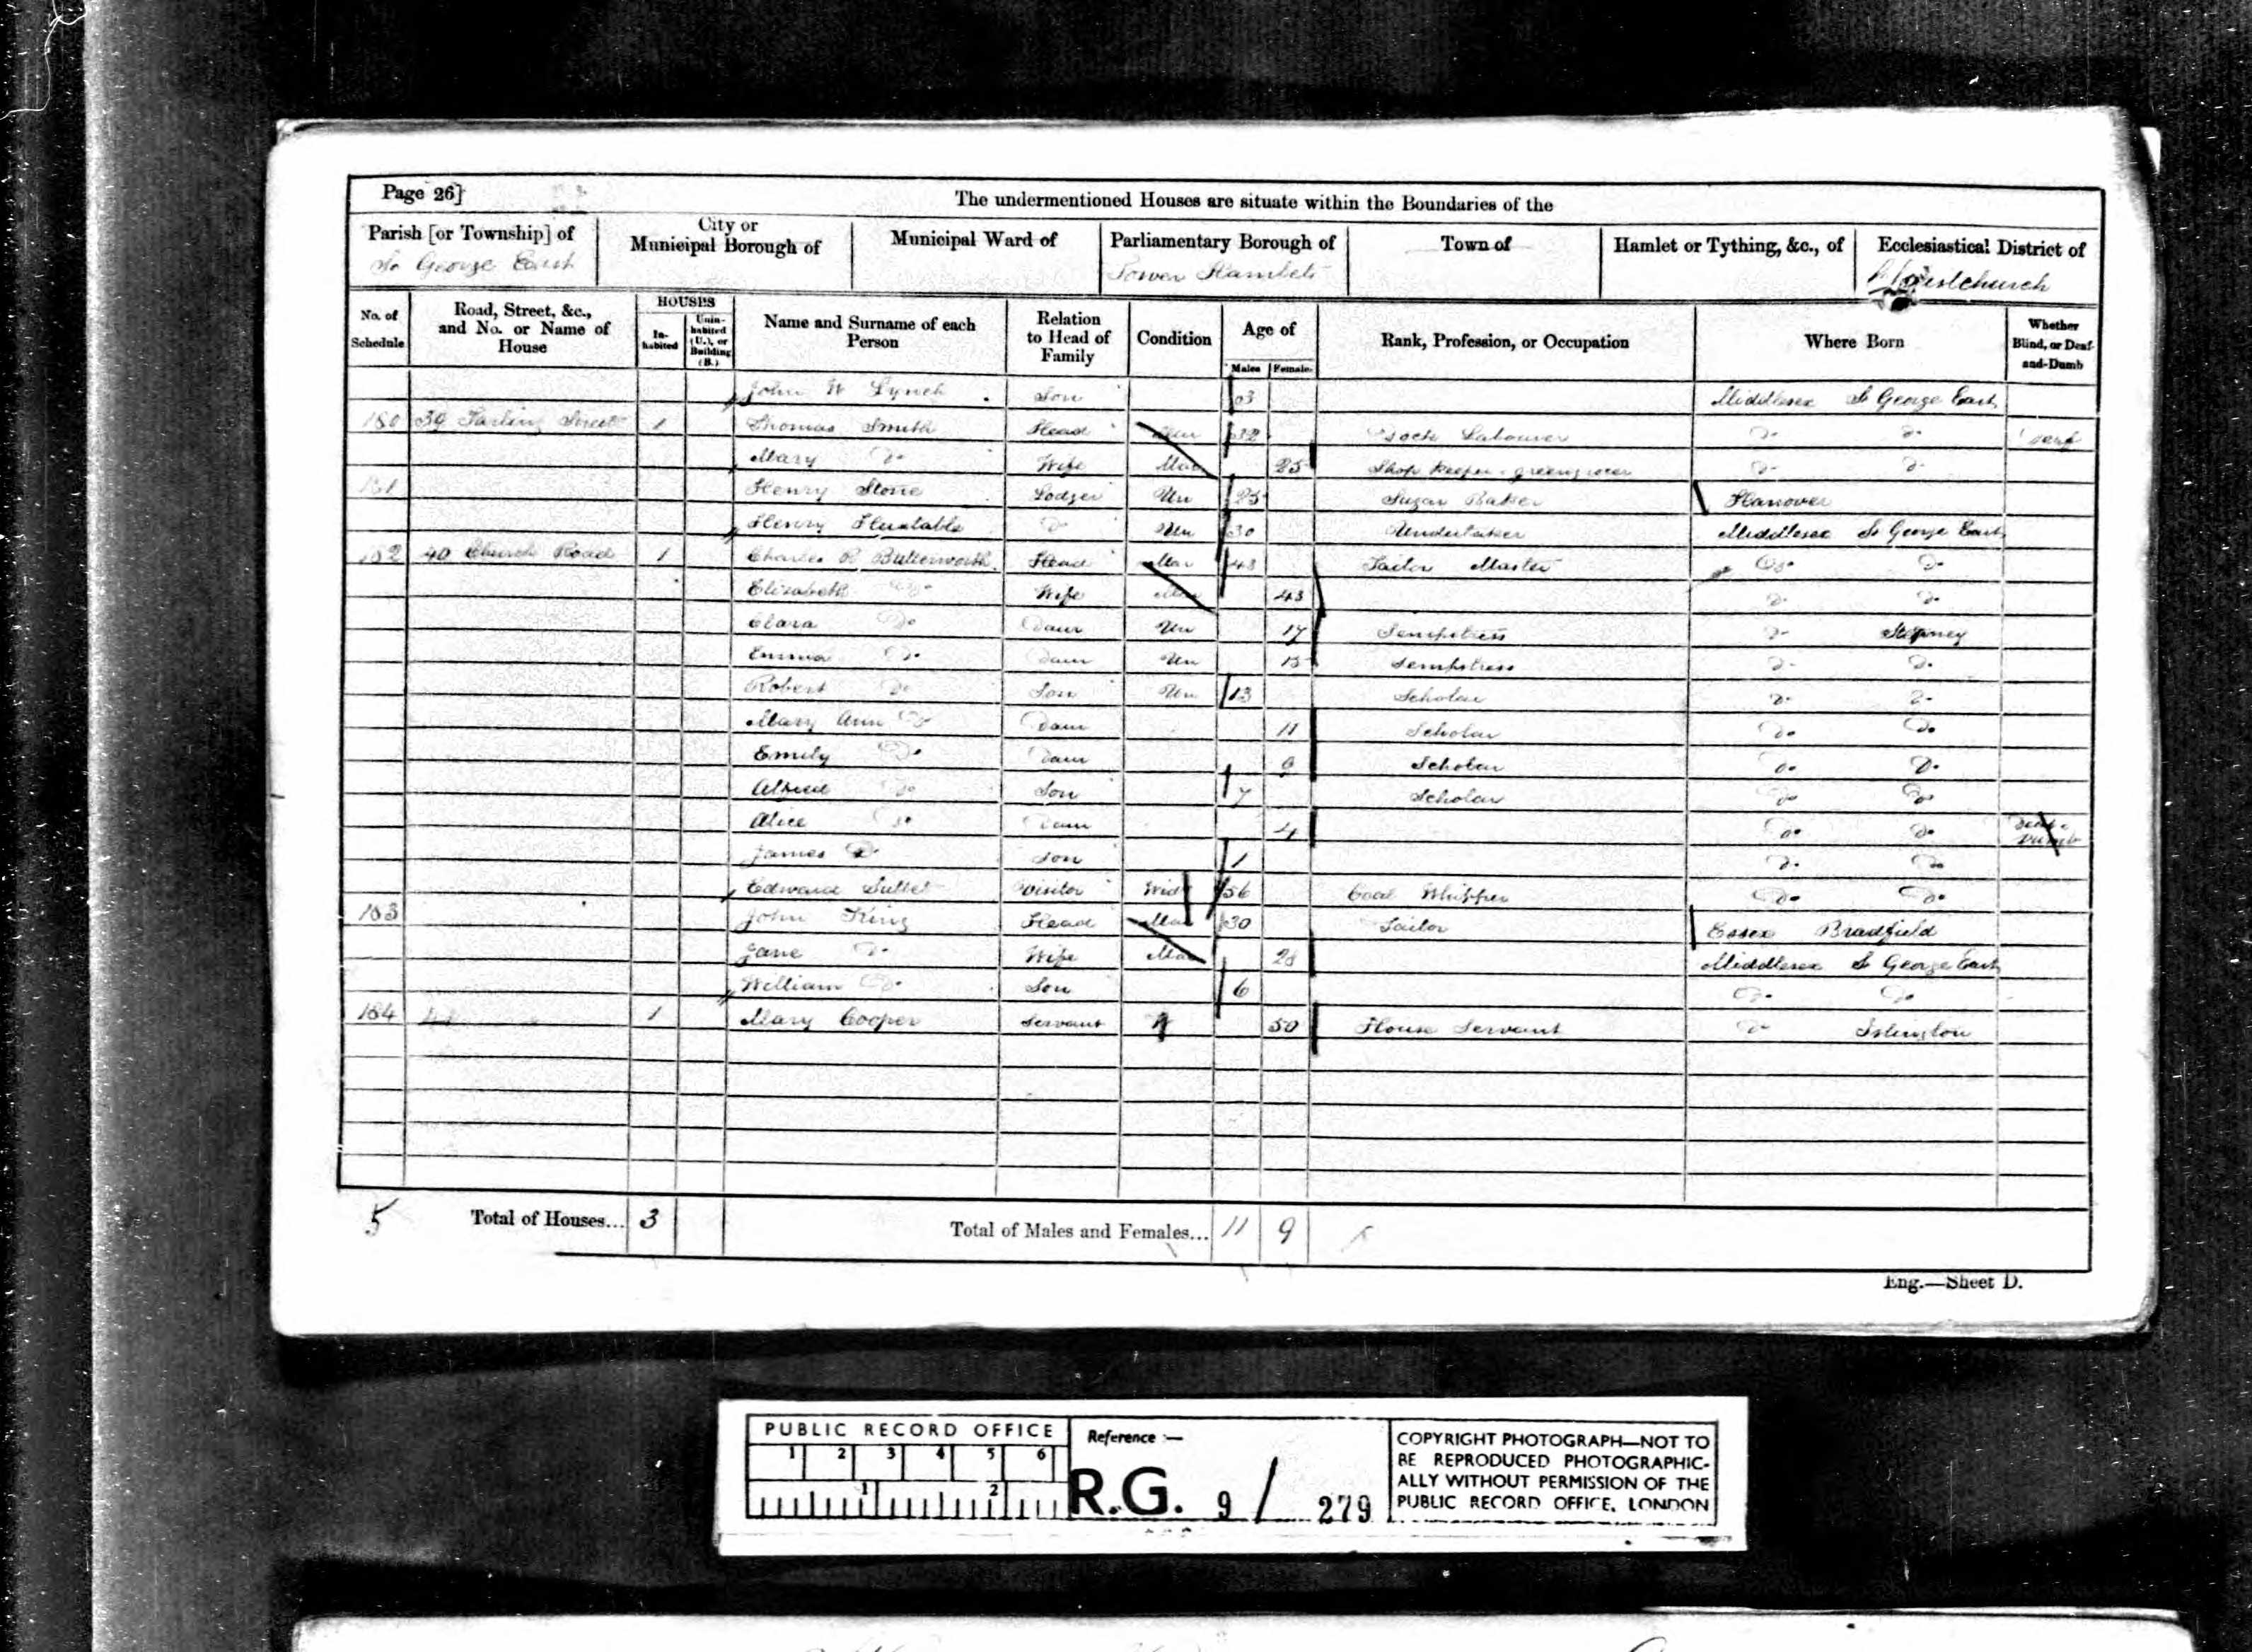 Page 26]
The undermentioned Houses are situate within the Boundaries of the
Parish [or Township] of City or Municipal Borough of Municipal Ward of Parliamentary Borough of Town of Hamlet or Tything, &c., of Ecclesiastical District of
St George East Tower Hamlets Christchurch
No. of Schedule Road, Street, &c., and No. or Name of House HOUSES Inhabited Uninhabited (U.), or Building (B.) Name and Surname of each Person Relation to Head of Family Condition Age of Males Females Rank, Profession, or Occupation Where Born Whether Blind, or Deaf-and-Dumb
John W Lynch Son 3 Middlesex St George East
180 39 Tarling Street 1 Thomas Smith Head Mar 32 Dock Labourer Do Do Deaf
Mary Do Wife Mar 25 Shop Keeper - greengrocer Do Do
181 Henry Stone Lodger Un 25 Sugar Baker Hanover
Henry Huxtable Do Un 30 Undertaker Middlesex St George East
182 40 Church Road 1 Charles R Butterworth Head Mar 43 Tailor Master Do Do
Elizabeth Do Wife Mar 43 Do Do
Clara Do Daur Un 17 Sempstress Do Stepney
Emma Do Daur Un 15 Sempstress Do Do
Robert Do Son Un 13 Scholar Do Do
Mary Ann Do Daur 11 Scholar Do Do
Emily Do Daur 9 Scholar Do Do
Alfred Do Son 7 Scholar Do Do
Alice Do Daur 4 Do Do Deaf & Dumb
James Do Son 1 Do Do
Edward Visitor Wid 56 Coal Whipper Do Do
183 John King Head Mar 30 Tailor Essex Bradfield
Jane Do Wife Mar 28 Middlesex St George East
William Do Son 6 Do Do
184 1 Mary Cooper Servant W 50 House Servant Do Islington
5 Total of Houses... 3 Total of Males and Females... 11 9
Eng.—Sheet D.
PUBLIC RECORD OFFICE
1 2 3 4 5 6
1 2
Reference :—
R.G. 9 / 279
COPYRIGHT PHOTOGRAPH—NOT TO
BE REPRODUCED PHOTOGRAPHIC-
ALLY WITHOUT PERMISSION OF THE
PUBLIC RECORD OFFICE, LONDON